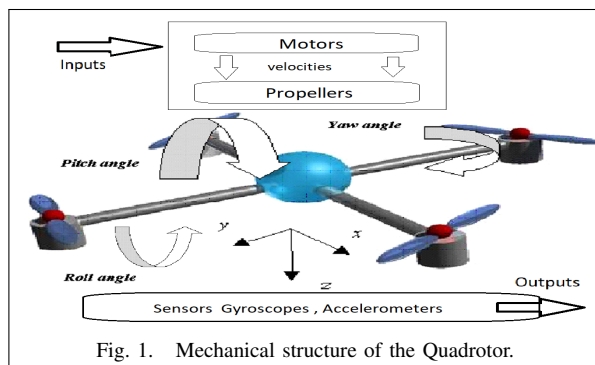 Motors
Inputs
velocities
Propellers
Yaw angle
Pitch angle
y
x
Roll angle
z
Outputs
Sensors Gyroscopes , Accelerometers
Fig. 1. Mechanical structure of the Quadrotor.